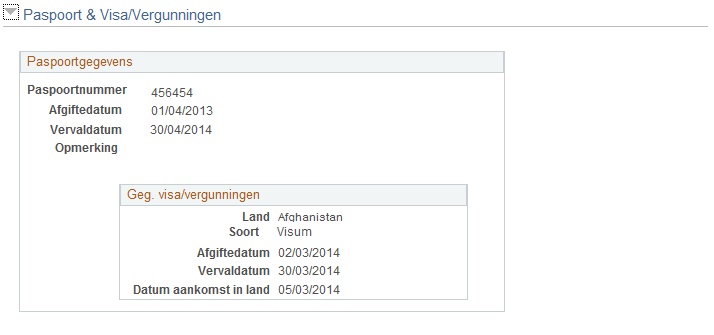 Paspoort & Visa/Vergunningen
Paspoortgegevens
Paspoortnummer 456454
Afgiftedatum 01/04/2013
Vervaldatum 30/04/2014
Opmerking
Geg. visa/vergunningen
Land Afghanistan
Soort Visum
Afgiftedatum 02/03/2014
Vervaldatum 30/03/2014
Datum aankomst in land 05/03/2014